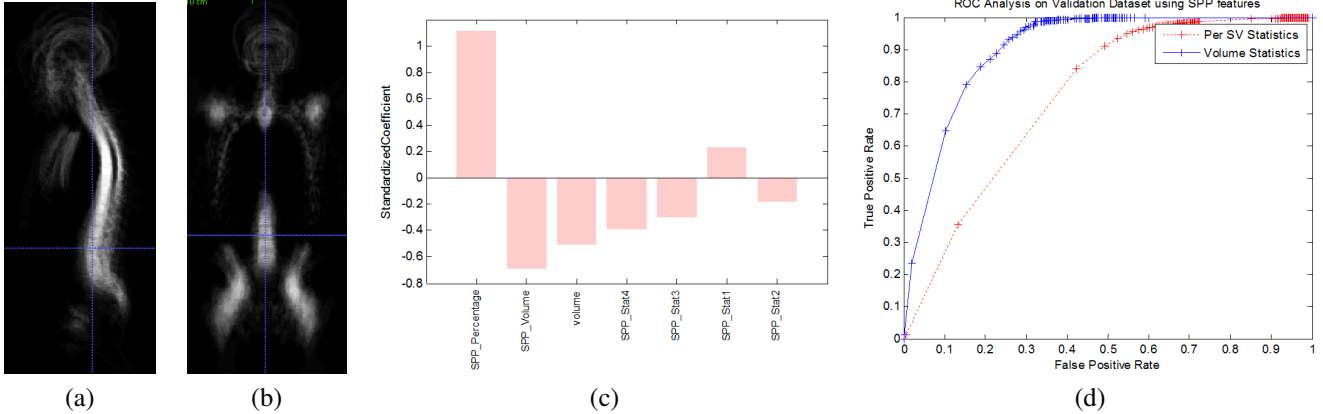 10 cm
StandardizedCoefficient
1
0.8
0.6
0.4
0.2
0
-0.2
-0.4
-0.6
-0.8
SPP_Percentage
SPP_Volume
volume
SPP_Stat4
SPP_Stat3
SPP_Stat1
SPP_Stat2
ROC Analysis on Validation Dataset using SPP features
Per SV Statistics
Volume Statistics
True Positive Rate
1
0.9
0.8
0.7
0.6
0.5
0.4
0.3
0.2
0.1
0
0 0.1 0.2 0.3 0.4 0.5 0.6 0.7 0.8 0.9 1
False Positive Rate
(a) (b) (c) (d)